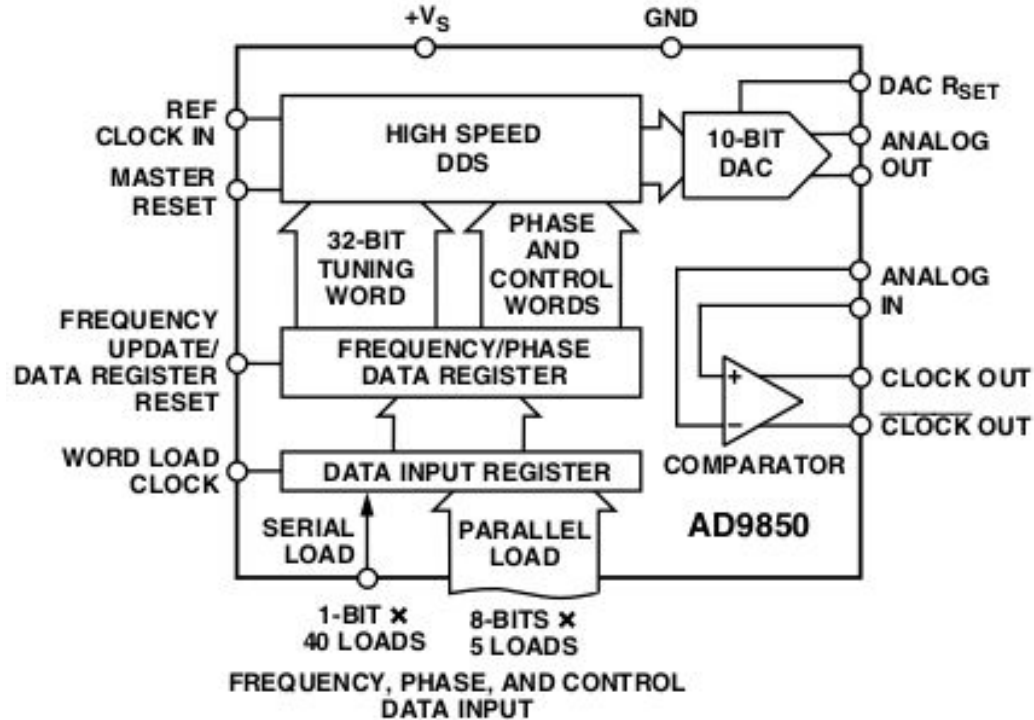 +VS
GND
REF
CLOCK IN
MASTER
RESET
HIGH SPEED
DDS
10-BIT
DAC
DAC RSET
ANALOG
OUT
32-BIT
TUNING
WORD
PHASE
AND
CONTROL
WORDS
ANALOG
IN
FREQUENCY
UPDATE/
DATA REGISTER
RESET
FREQUENCY/PHASE
DATA REGISTER
+
−
CLOCK OUT
C̅L̅O̅C̅K̅ OUT
COMPARATOR
WORD LOAD
CLOCK
DATA INPUT REGISTER
SERIAL
LOAD
PARALLEL
LOAD
AD9850
1-BIT ×
40 LOADS
8-BITS ×
5 LOADS
FREQUENCY, PHASE, AND CONTROL
DATA INPUT